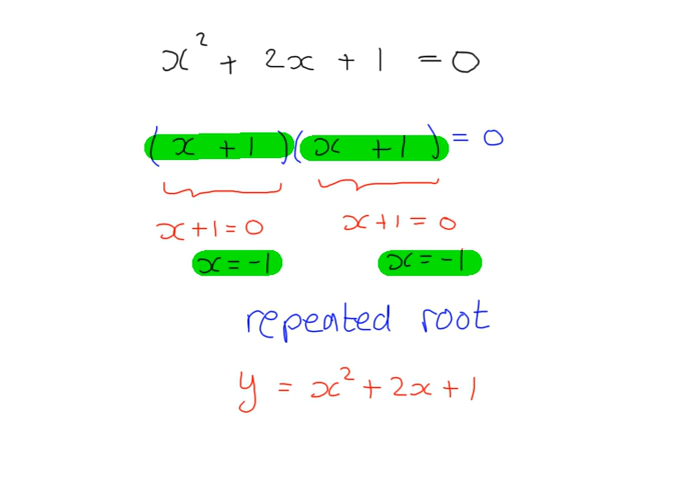 x² + 2x + 1 = 0
(x + 1)(x + 1) = 0
x+1=0 x+1=0
x=-1 x=-1
repeated root
y = x² + 2x + 1